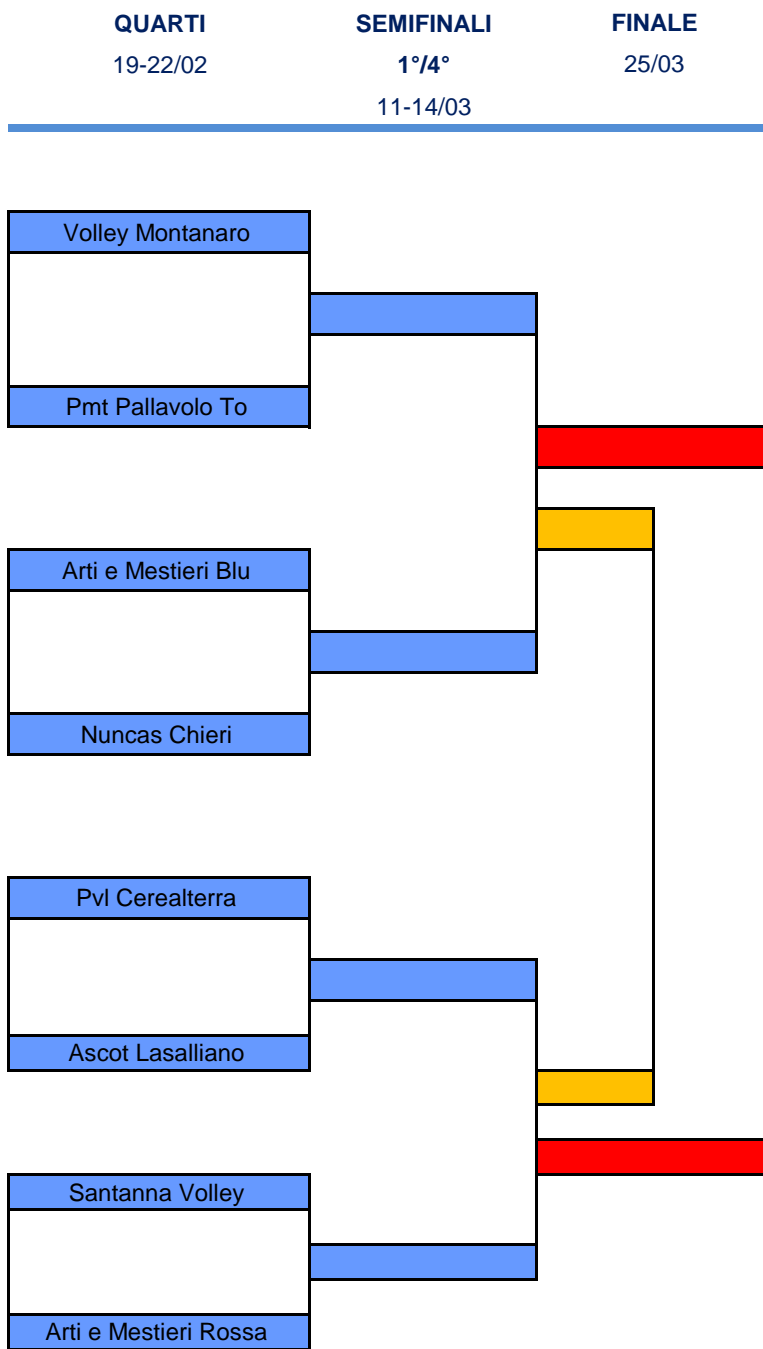 QUARTI SEMIFINALI FINALE
19-22/02 1°/4° 25/03
11-14/03
Volley Montanaro
Pmt Pallavolo To
Arti e Mestieri Blu
Nuncas Chieri
Pvl Cerealterra
Ascot Lasalliano
Santanna Volley
Arti e Mestieri Rossa